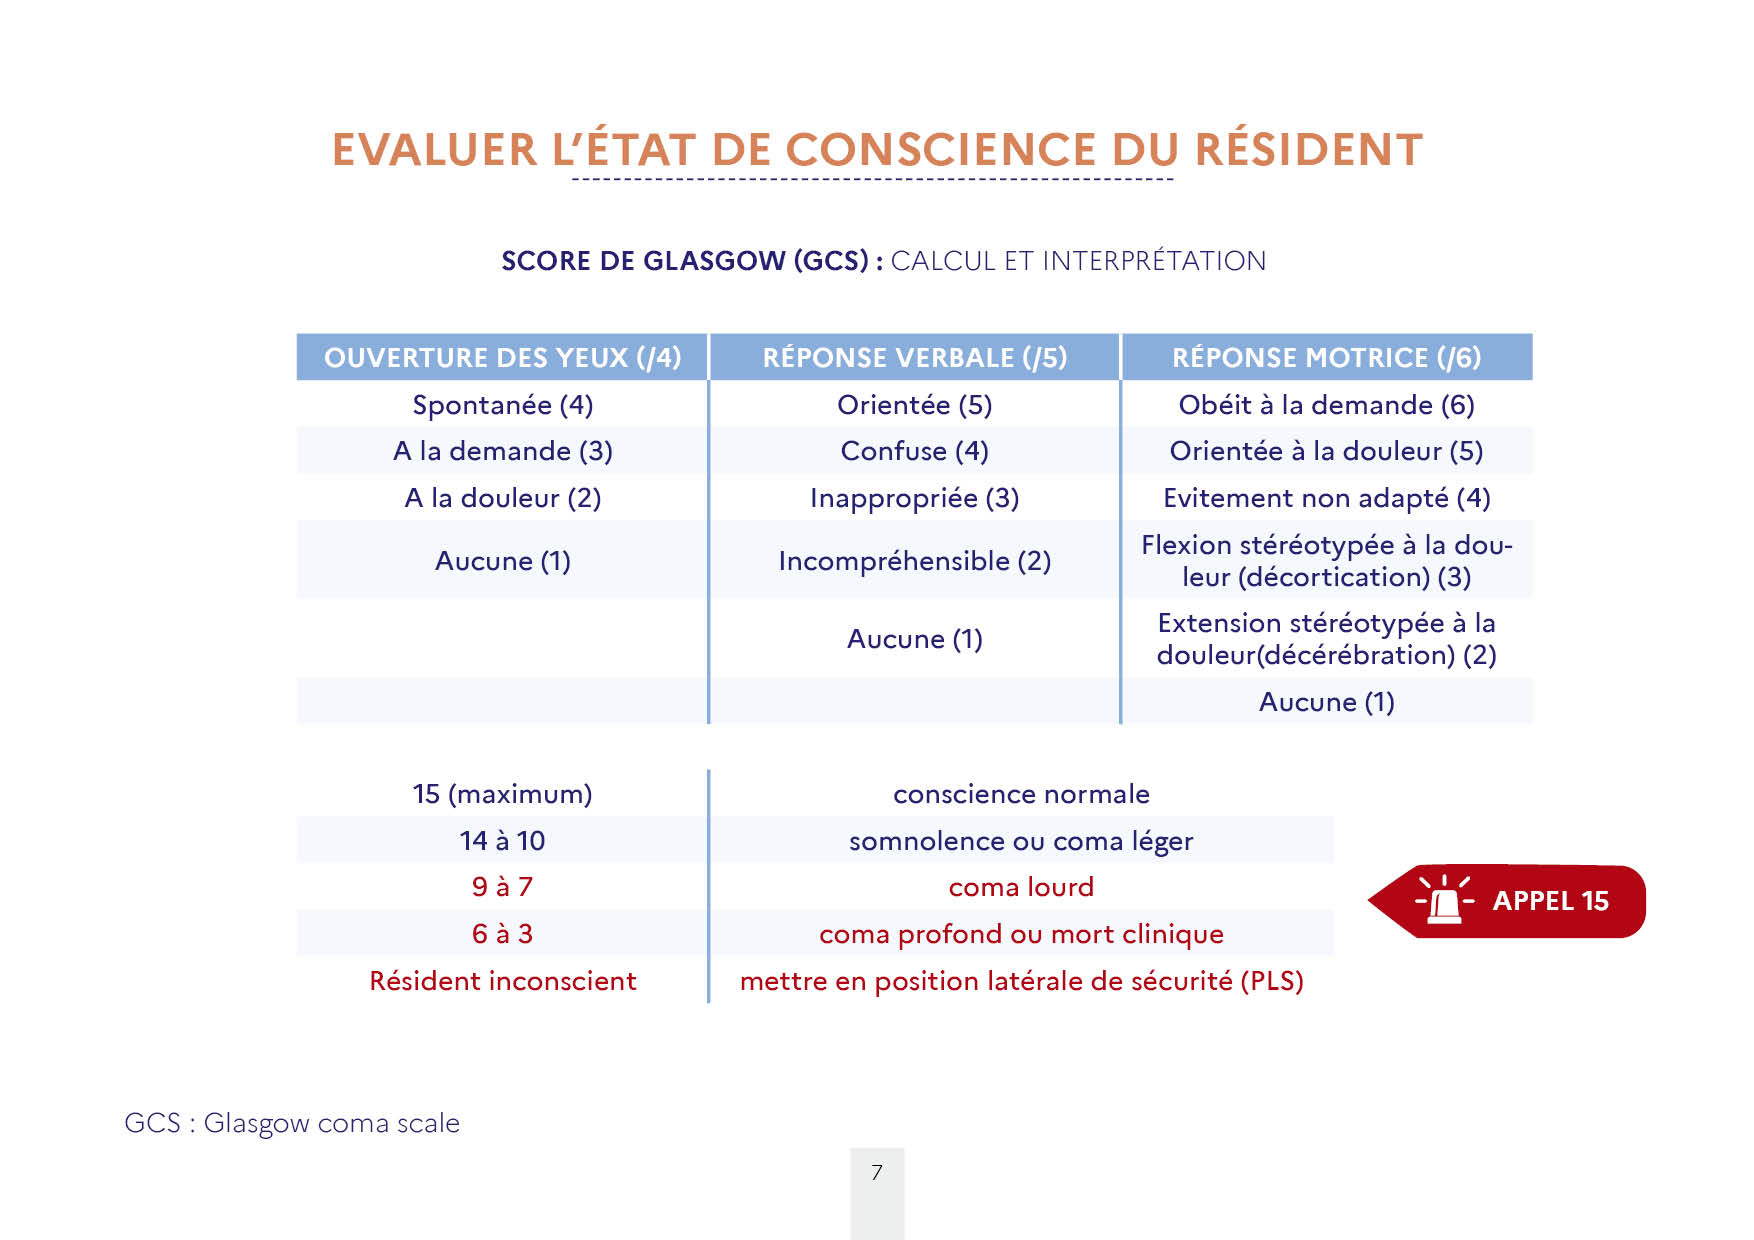 EVALUER L’ÉTAT DE CONSCIENCE DU RÉSIDENT
SCORE DE GLASGOW (GCS) : CALCUL ET INTERPRÉTATION
OUVERTURE DES YEUX (/4) RÉPONSE VERBALE (/5) RÉPONSE MOTRICE (/6)
Spontanée (4) Orientée (5) Obéit à la demande (6)
A la demande (3) Confuse (4) Orientée à la douleur (5)
A la douleur (2) Inappropriée (3) Evitement non adapté (4)
Aucune (1) Incompréhensible (2) Flexion stéréotypée à la dou-
leur (décortication) (3)
Aucune (1) Extension stéréotypée à la
douleur(décérébration) (2)
Aucune (1)
15 (maximum) conscience normale
14 à 10 somnolence ou coma léger
9 à 7 coma lourd
APPEL 15
6 à 3 coma profond ou mort clinique
Résident inconscient mettre en position latérale de sécurité (PLS)
GCS : Glasgow coma scale
7